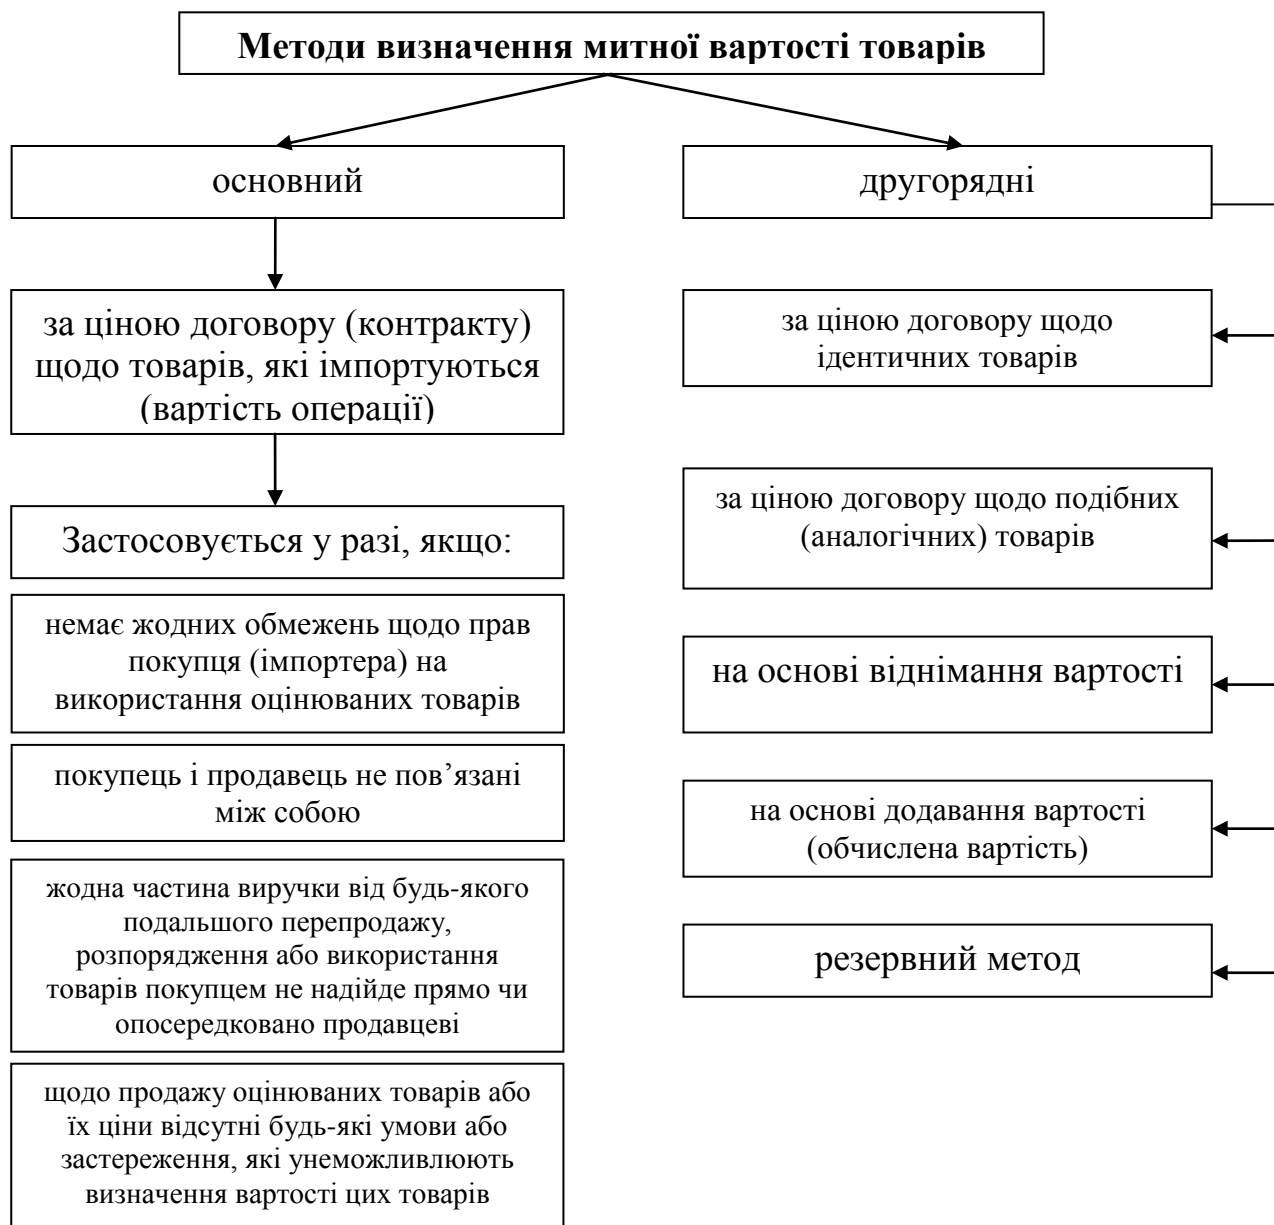 Методи визначення митної вартості товарів
основний
за ціною договору (контракту)
щодо товарів, які імпортуються
(вартість операції)
Застосовується у разі, якщо:
немає жодних обмежень щодо прав
покупця (імпортера) на
використання оцінюваних товарів
покупець і продавець не пов’язані
між собою
жодна частина виручки від будь-якого
подальшого перепродажу,
розпорядження або використання
товарів покупцем не надійде прямо чи
опосередковано продавцеві
щодо продажу оцінюваних товарів або
їх ціни відсутні будь-які умови або
застереження, які унеможливлюють
визначення вартості цих товарів
другорядні
за ціною договору щодо
ідентичних товарів
за ціною договору щодо подібних
(аналогічних) товарів
на основі віднімання вартості
на основі додавання вартості
(обчислена вартість)
резервний метод